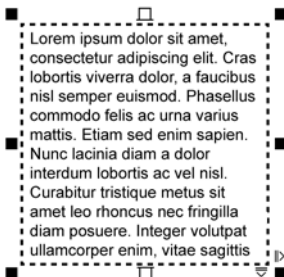 Lorem ipsum dolor sit amet,
consectetur adipiscing elit. Cras
lobortis viverra dolor, a faucibus
nisl semper euismod. Phasellus
commodo felis ac urna varius
mattis. Etiam sed enim sapien.
Nunc lacinia diam a dolor
interdum lobortis ac vel nisl.
Curabitur tristique metus sit
amet leo rhoncus nec fringilla
diam posuere. Integer volutpat
ullamcorper enim, vitae sagittis